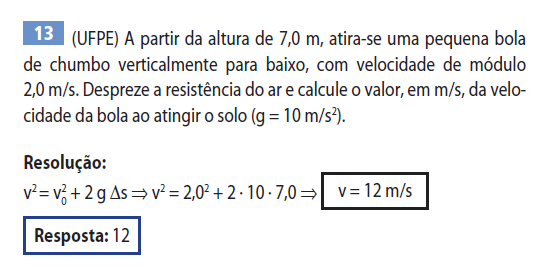 13 (UFPE) A partir da altura de 7,0 m, atira-se uma pequena bola
de chumbo verticalmente para baixo, com velocidade de módulo
2,0 m/s. Despreze a resistência do ar e calcule o valor, em m/s, da velo-
cidade da bola ao atingir o solo (g = 10 m/s²).
Resolução:
v² = v₀² + 2 g Δs ⇒ v² = 2,0² + 2 · 10 · 7,0 ⇒ v = 12 m/s
Resposta: 12